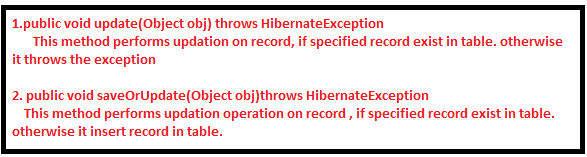 1.public void update(Object obj) throws HibernateException
This method performs updation on record, if specified record exist in table. otherwise
it throws the exception
2. public void saveOrUpdate(Object obj)throws HibernateException
This method performs updation operation on record , if specified record exist in table.
otherwise it insert record in table.